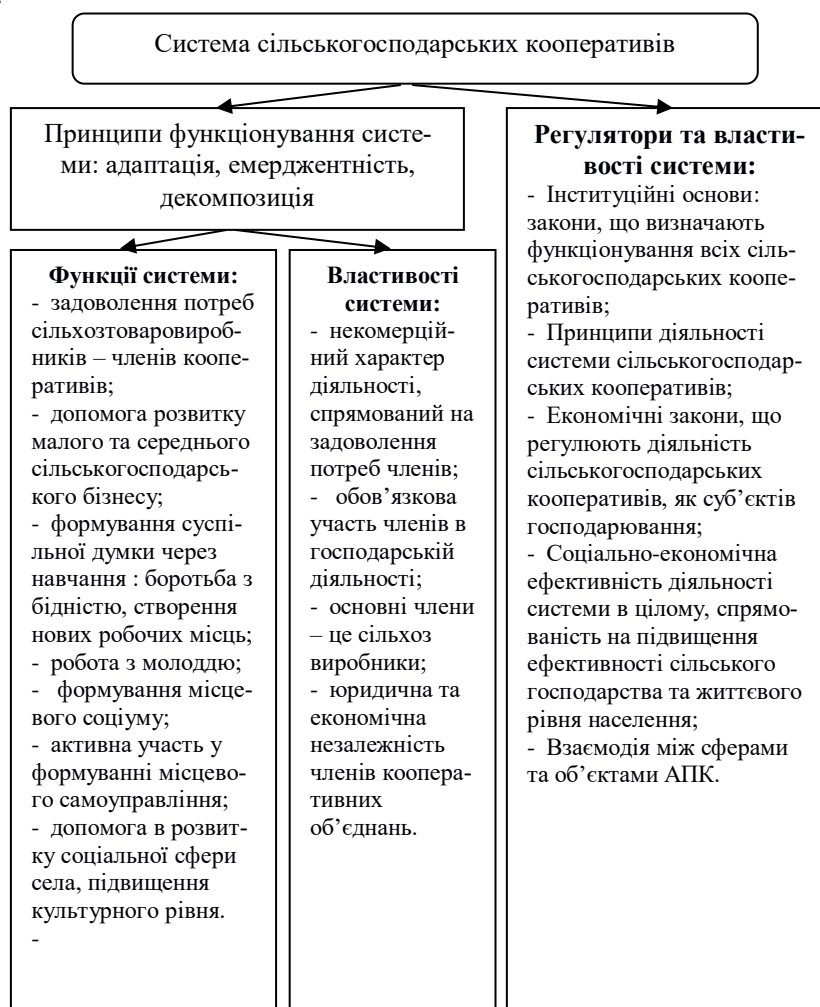 Система сільськогосподарських кооперативів
Принципи функціонування систе-
ми: адаптація, емерджентність,
декомпозиція
Функції системи:
- задоволення потреб
сільхозтоваровироб-
ників – членів коопе-
ративів;
- допомога розвитку
малого та середнього
сільськогосподарсь-
кого бізнесу;
- формування суспі-
льної думки через
навчання : боротьба з
бідністю, створення
нових робочих місць;
- робота з молоддю;
- формування місце-
вого соціуму;
- активна участь у
формуванні місцево-
го самоуправління;
- допомога в розвит-
ку соціальної сфери
села, підвищення
культурного рівня.
-
Властивості
системи:
- некомерцій-
ний характер
діяльності,
спрямований на
задоволення
потреб членів;
- обов’язкова
участь членів в
господарській
діяльності;
- основні члени
– це сільхоз
виробники;
- юридична та
економічна
незалежність
членів коопера-
тивних
об’єднань.
Регулятори та власти-
вості системи:
- Інституційні основи:
закони, що визначають
функціонування всіх сіль-
ськогосподарських коопе-
ративів;
- Принципи діяльності
системи сільськогосподар-
ських кооперативів;
- Економічні закони, що
регулюють діяльність
сільськогосподарських
кооперативів, як суб’єктів
господарювання;
- Соціально-економічна
ефективність діяльності
системи в цілому, спрямо-
ваність на підвищення
ефективності сільського
господарства та життєвого
рівня населення;
- Взаємодія між сферами
та об’єктами АПК.